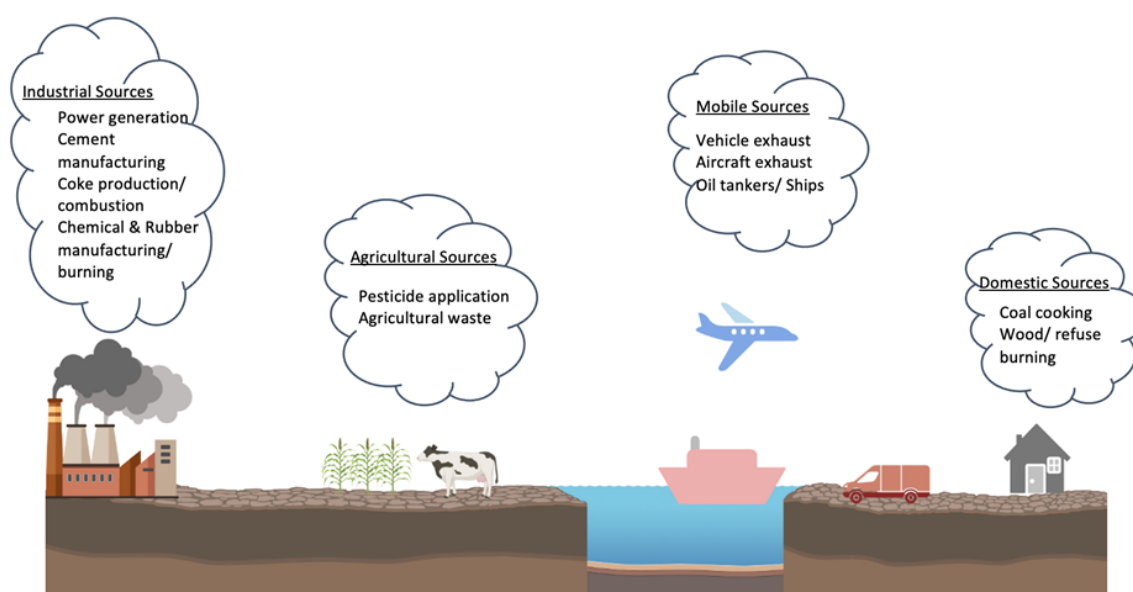 Industrial Sources
Power generation
Cement
manufacturing
Coke production/
combustion
Chemical & Rubber
manufacturing/
burning
Agricultural Sources
Pesticide application
Agricultural waste
Mobile Sources
Vehicle exhaust
Aircraft exhaust
Oil tankers/ Ships
Domestic Sources
Coal cooking
Wood/ refuse
burning